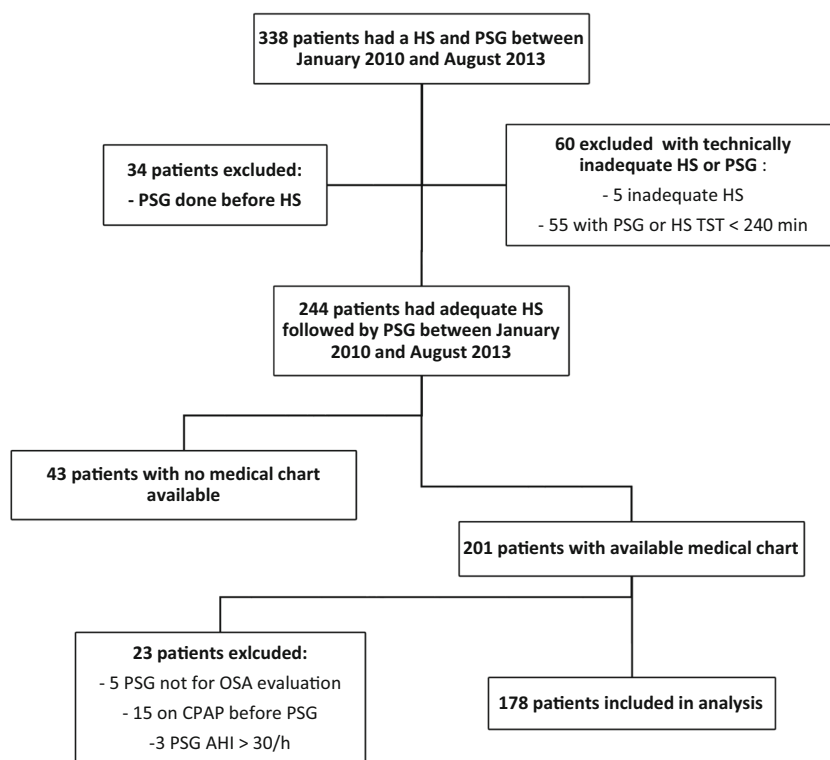 338 patients had a HS and PSG between
January 2010 and August 2013
34 patients excluded:
- PSG done before HS
60 excluded with technically
inadequate HS or PSG :
- 5 inadequate HS
- 55 with PSG or HS TST < 240 min
244 patients had adequate HS
followed by PSG between January
2010 and August 2013
43 patients with no medical chart
available
201 patients with available medical chart
23 patients exlcuded:
- 5 PSG not for OSA evaluation
- 15 on CPAP before PSG
-3 PSG AHI > 30/h
178 patients included in analysis